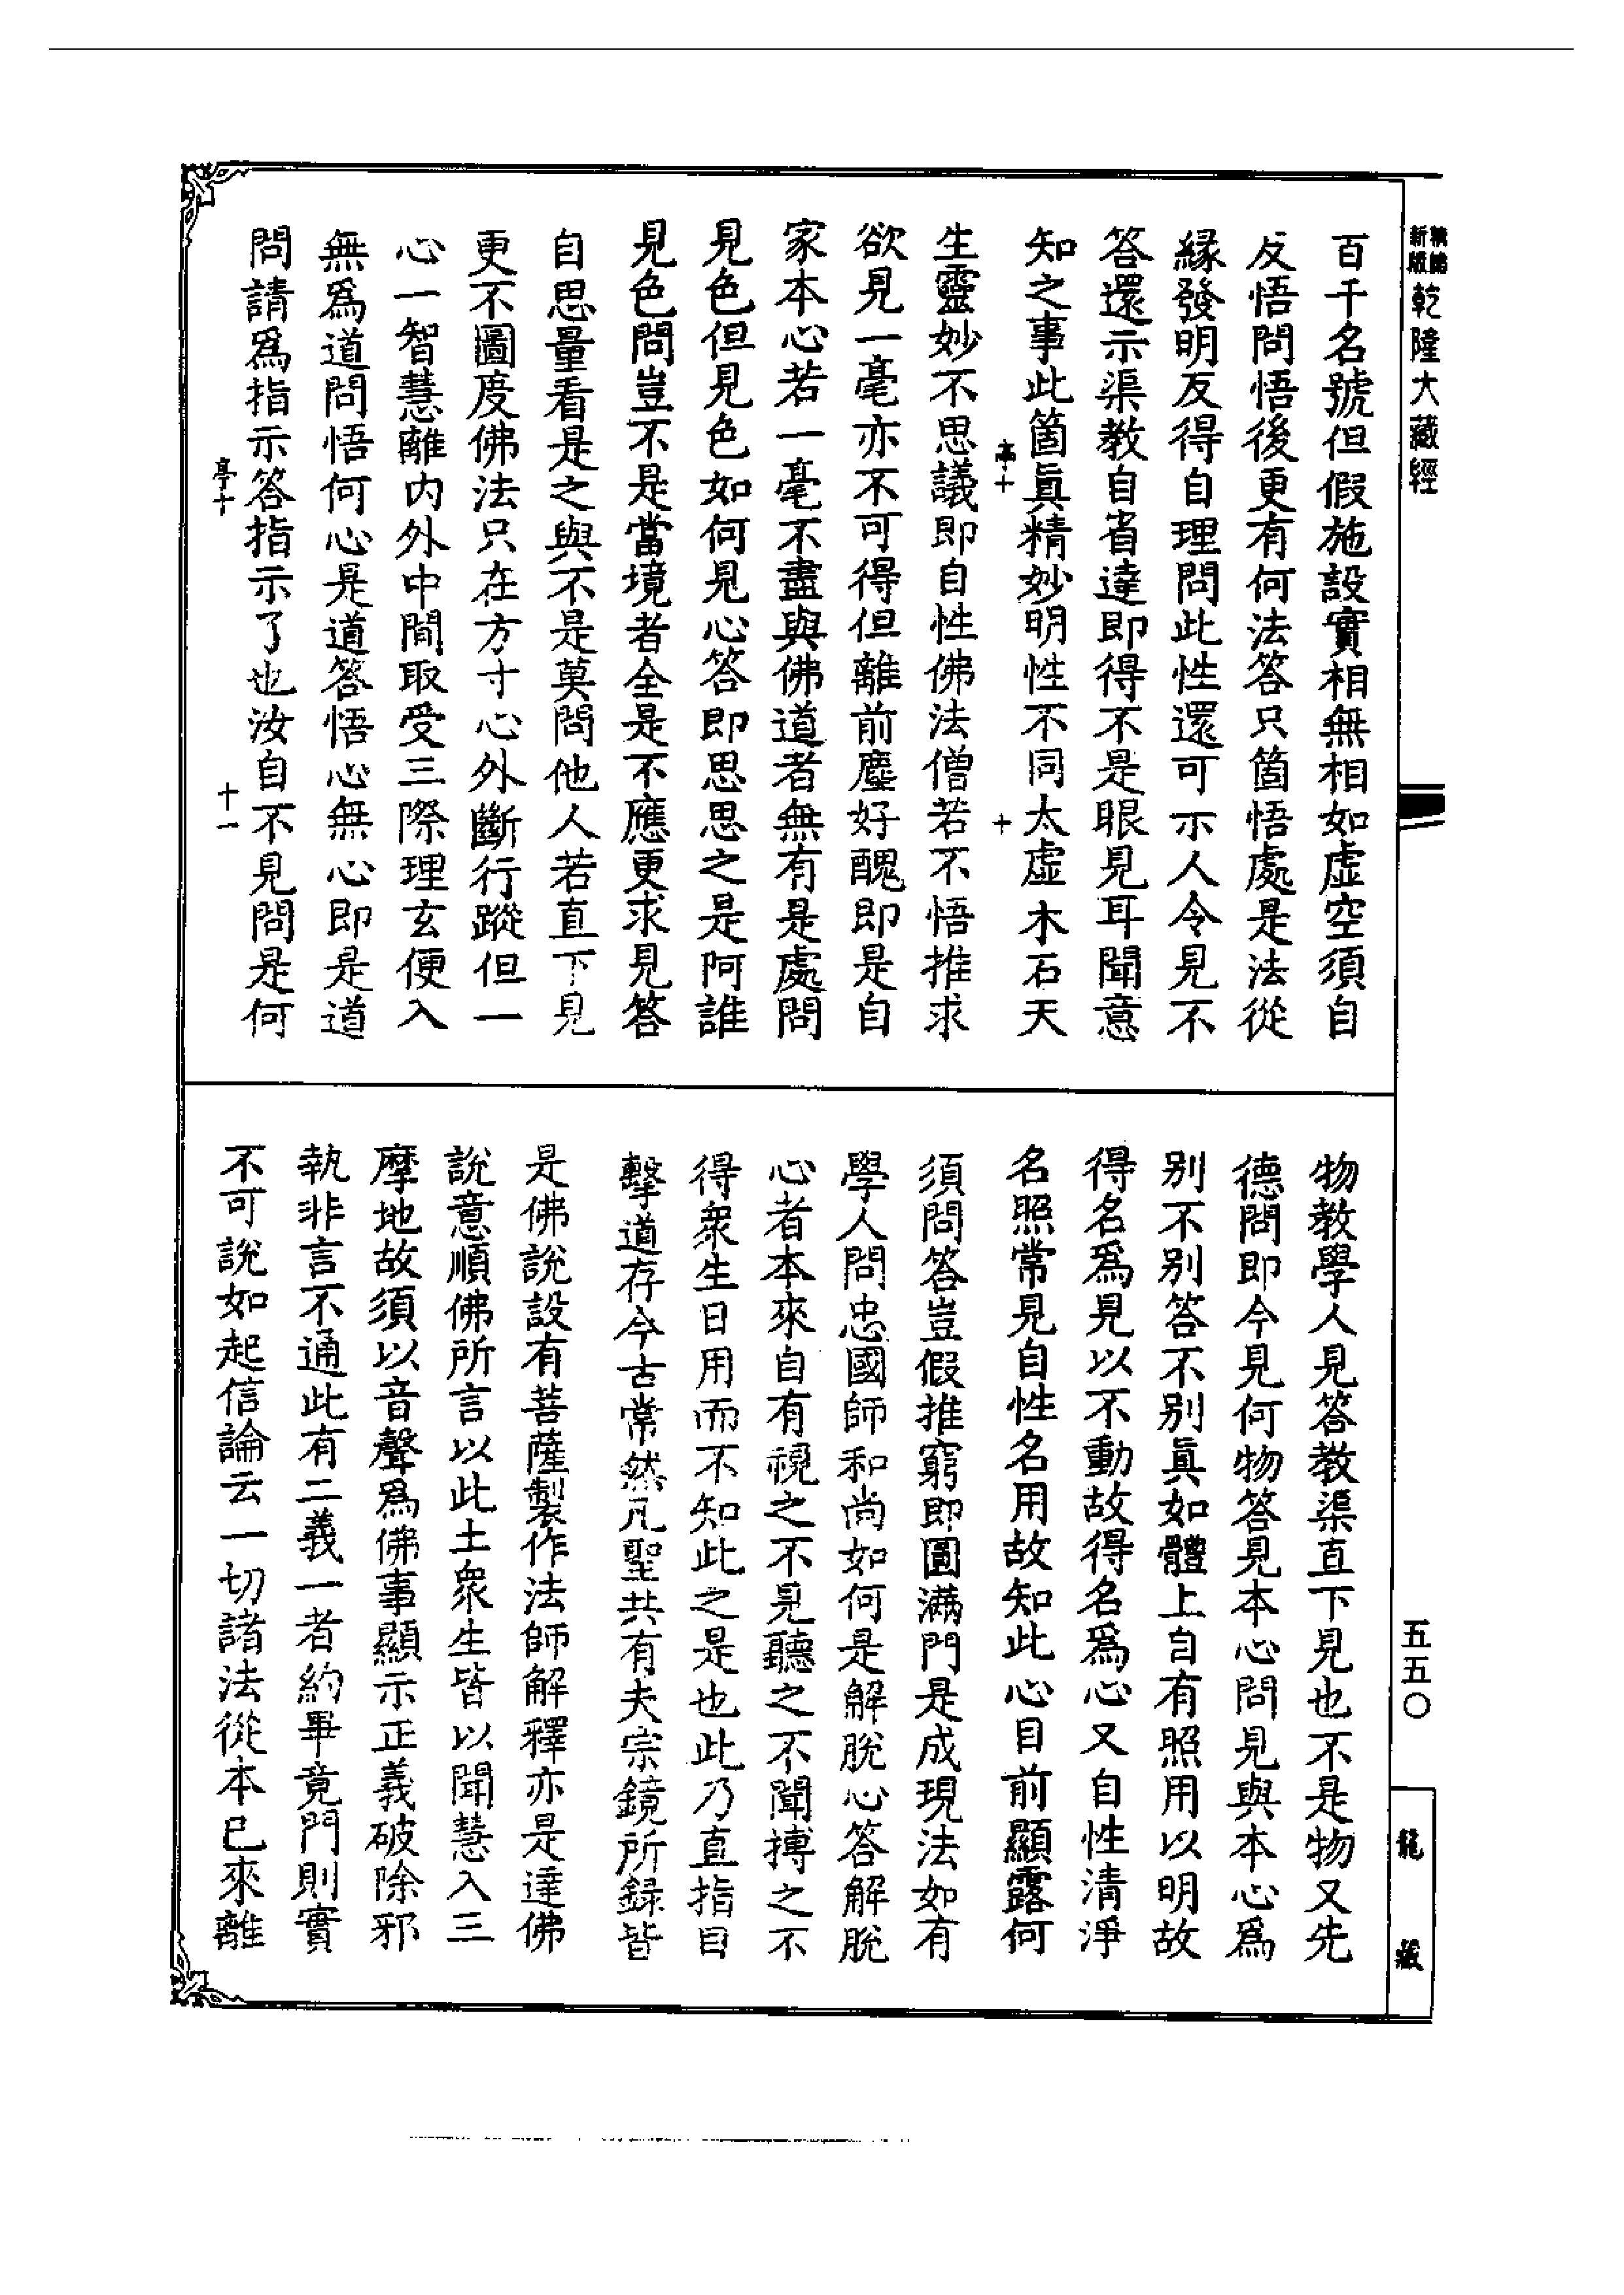 新版
乾隆大藏經
百千名號但假施設實相無相如虛空須自
反悟問悟後更有何法答只箇悟處是法從
緣發明反得自理問此性還可示人令見不
答還示渠教自省達即得不是眼見耳聞意
知之事此箇眞精妙明性不同太虛木石天
亭十
十
生靈妙不思議即自性佛法僧若不悟推求
欲見一毫亦不可得但離前塵好醜即是自
家本心若一毫不盡與佛道者無有是處問
見色但見色如何見心答即思思之是阿誰
見色問豈不是當境者全是不應更求見答
自思量看是之與不是莫問他人若直下見
更不圖度佛法只在方寸心外斷行蹤但一
心一智慧離內外中間取受三際理玄便入
無爲道問悟何心是道答悟心無心即是道
問請爲指示答指示了也汝自不見問是何
亭十
十一
物教學人見答教渠直下見也不是物又先
德問即今見何物答見本心問見與本心爲
別不別答不別眞如體上自有照用以明故
得名爲見以不動故得名爲心又自性清淨
名照常見自性名用故知此心目前顯露何
須問答豈假推窮即圓滿門是成現法如有
學人問忠國師和尚如何是解脫心答解脫
心者本來自有視之不見聽之不聞搏之不
得衆生日用而不知此之是也此乃直指目
擊道存今古常然凡聖共有夫宗鏡所錄皆
是佛說設有菩薩製作法師解釋亦是達佛
說意順佛所言以此土衆生皆以聞慧入三
摩地故須以音聲爲佛事顯示正義破除邪
執非言不通此有二義一者約畢竟門則實
不可說如起信論云一切諸法從本已來離
五五〇
龍藏